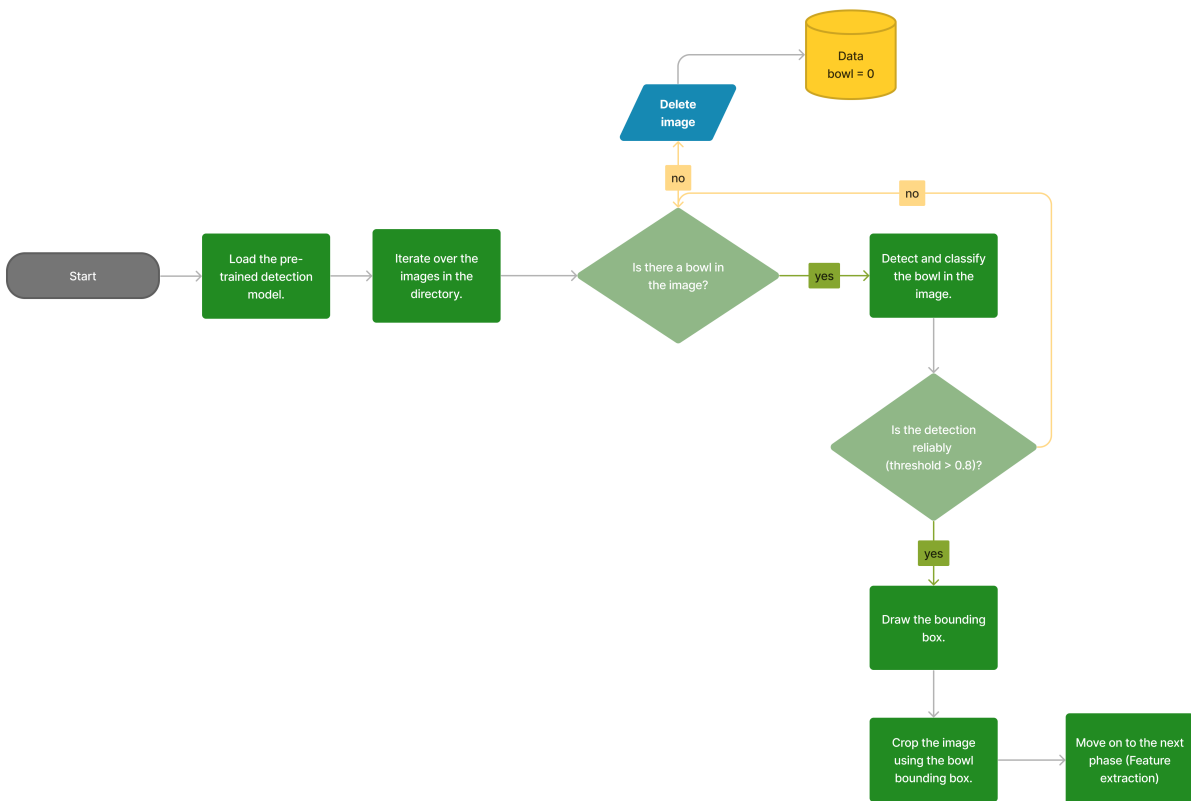 Data
bowl = 0
Delete
image
no
no
Start
Load the pre-
trained detection
model.
Iterate over the
images in the
directory.
Is there a bowl in
the image?
yes
Detect and classify
the bowl in the
image.
Is the detection
reliably
(threshold > 0.8)?
yes
Draw the bounding
box.
Crop the image
using the bowl
bounding box.
Move on to the next
phase (Feature
extraction)